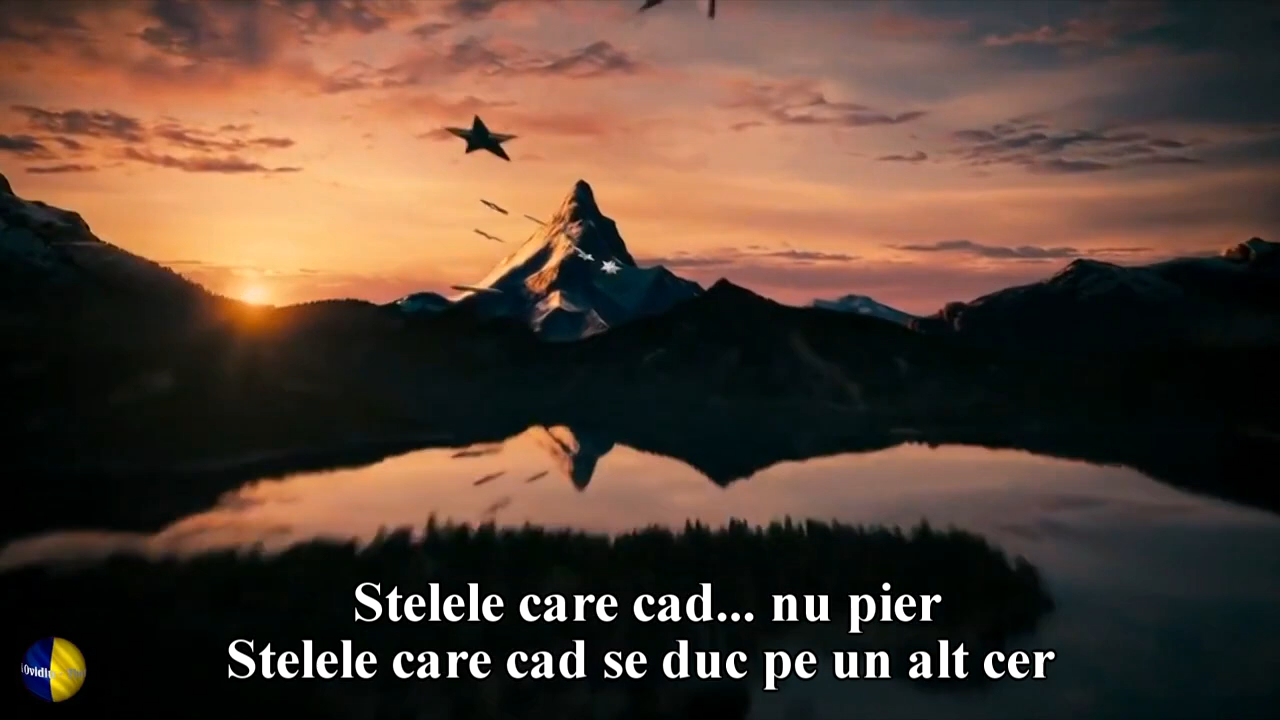 Stelele care cad... nu pier
Stelele care cad se duc pe un alt cer